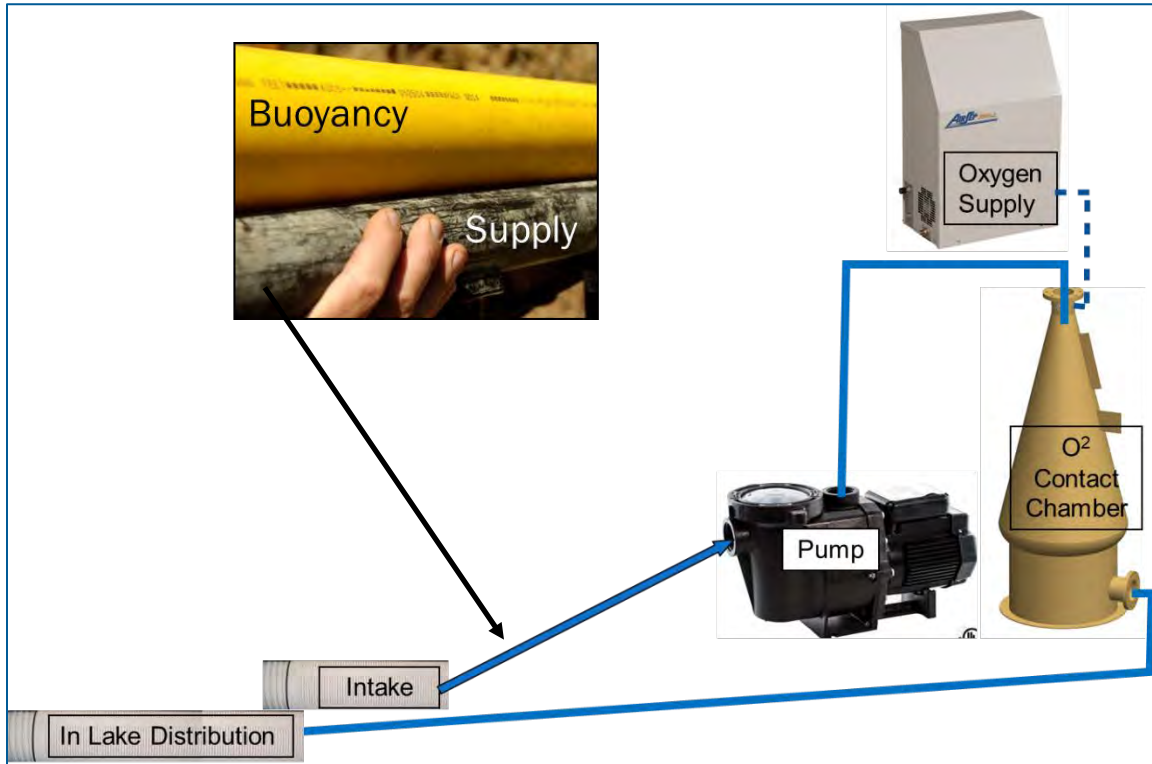 Buoyancy
Supply
Oxygen
Supply
O²
Contact
Chamber
Pump
Intake
In Lake Distribution